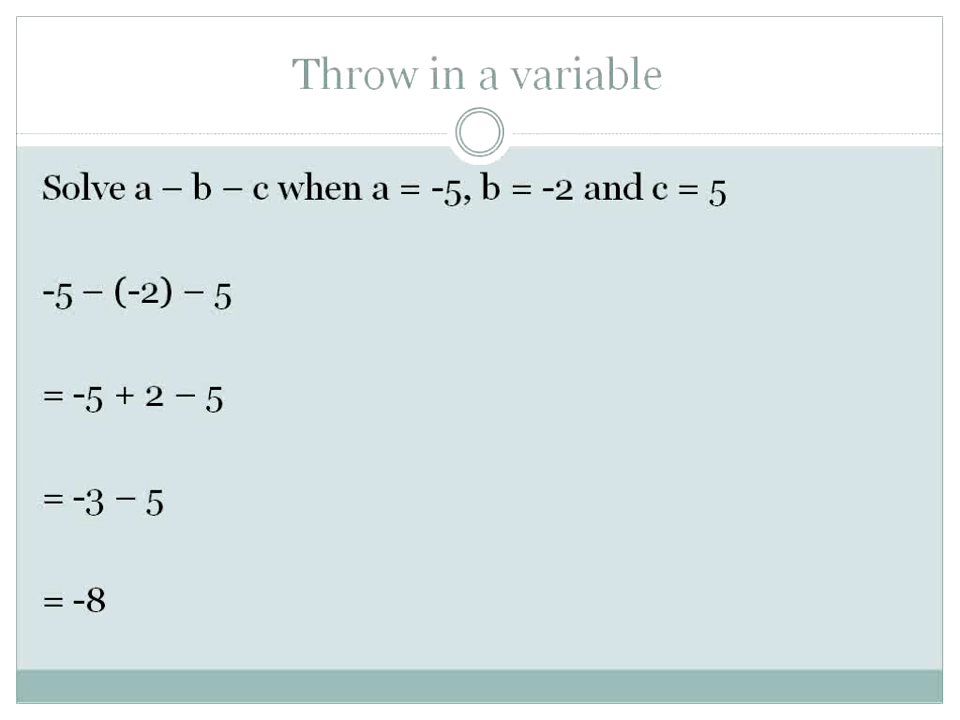 Throw in a variable
Solve a – b – c when a = -5, b = -2 and c = 5
-5 – (-2) – 5
= -5 + 2 – 5
= -3 – 5
= -8